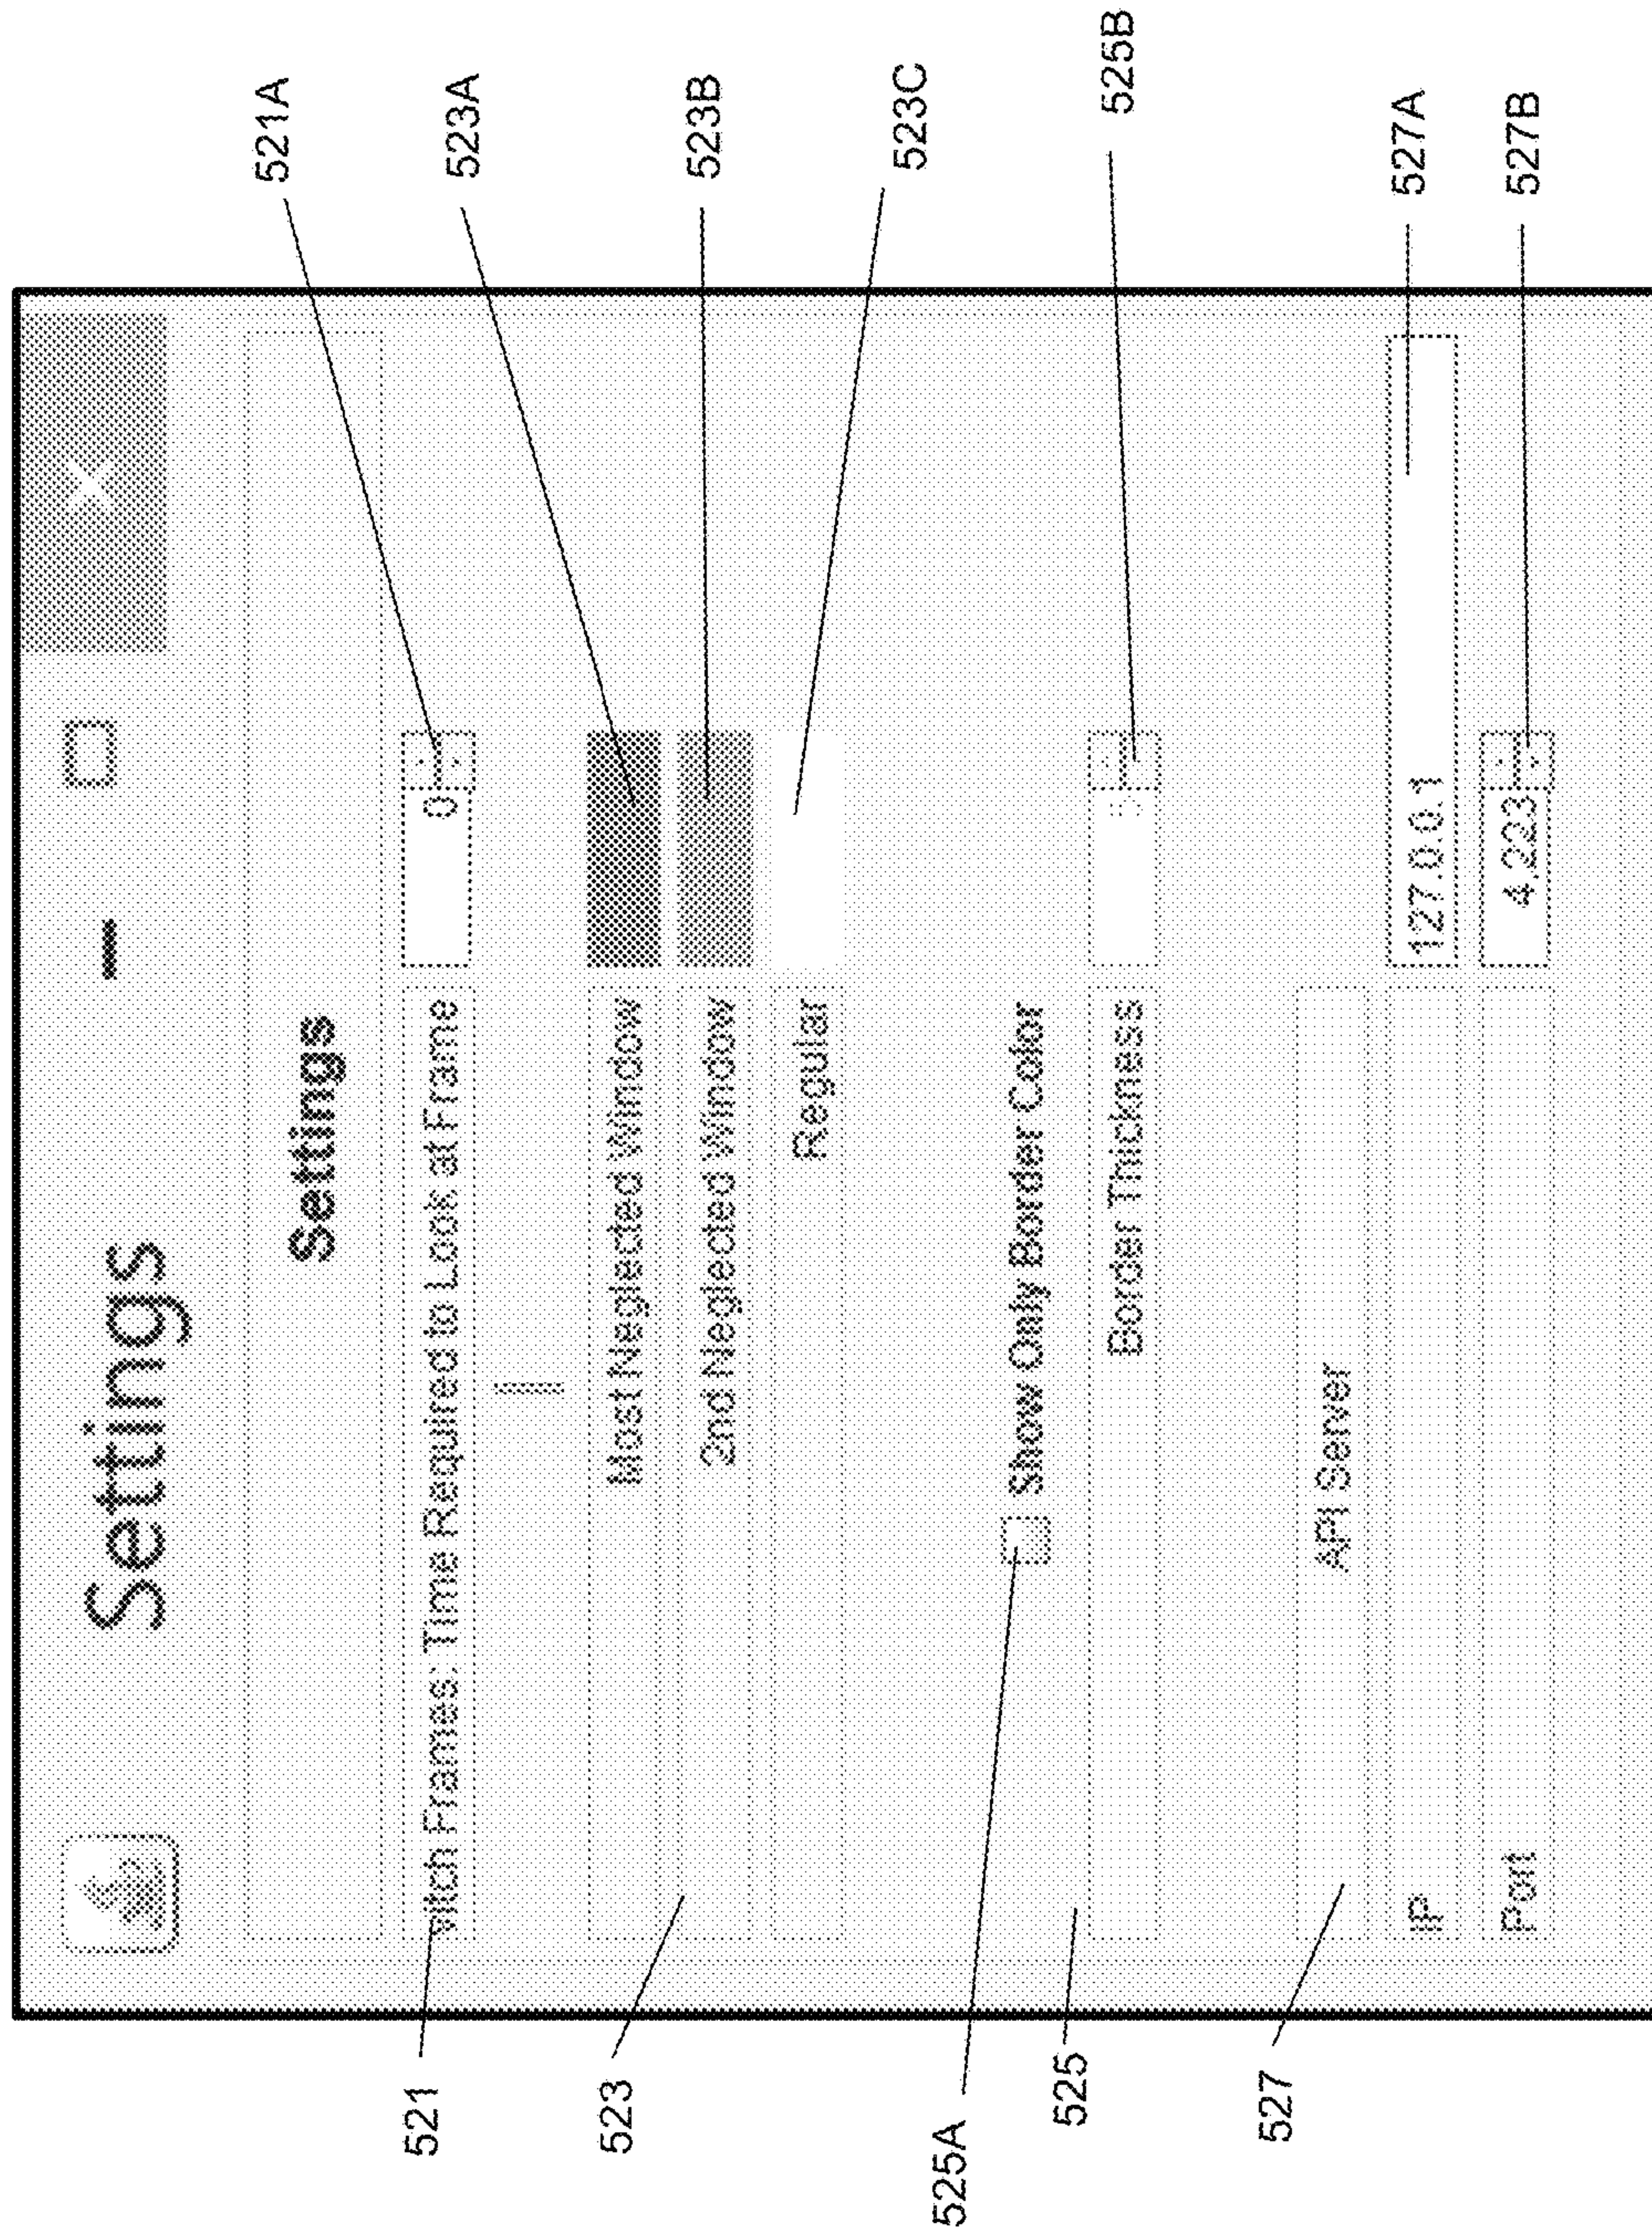 Settings
Settings
521
vitch Frames: Time Required to Look at Frame
0
521A
523
Most Neglected Window
523A
2nd Neglected Window
523B
Regular
523C
525A
Show Only Border Color
525
Border Thickness
525B
527
API Server
IP
127.0.0.1
527A
Port
4,223
527B